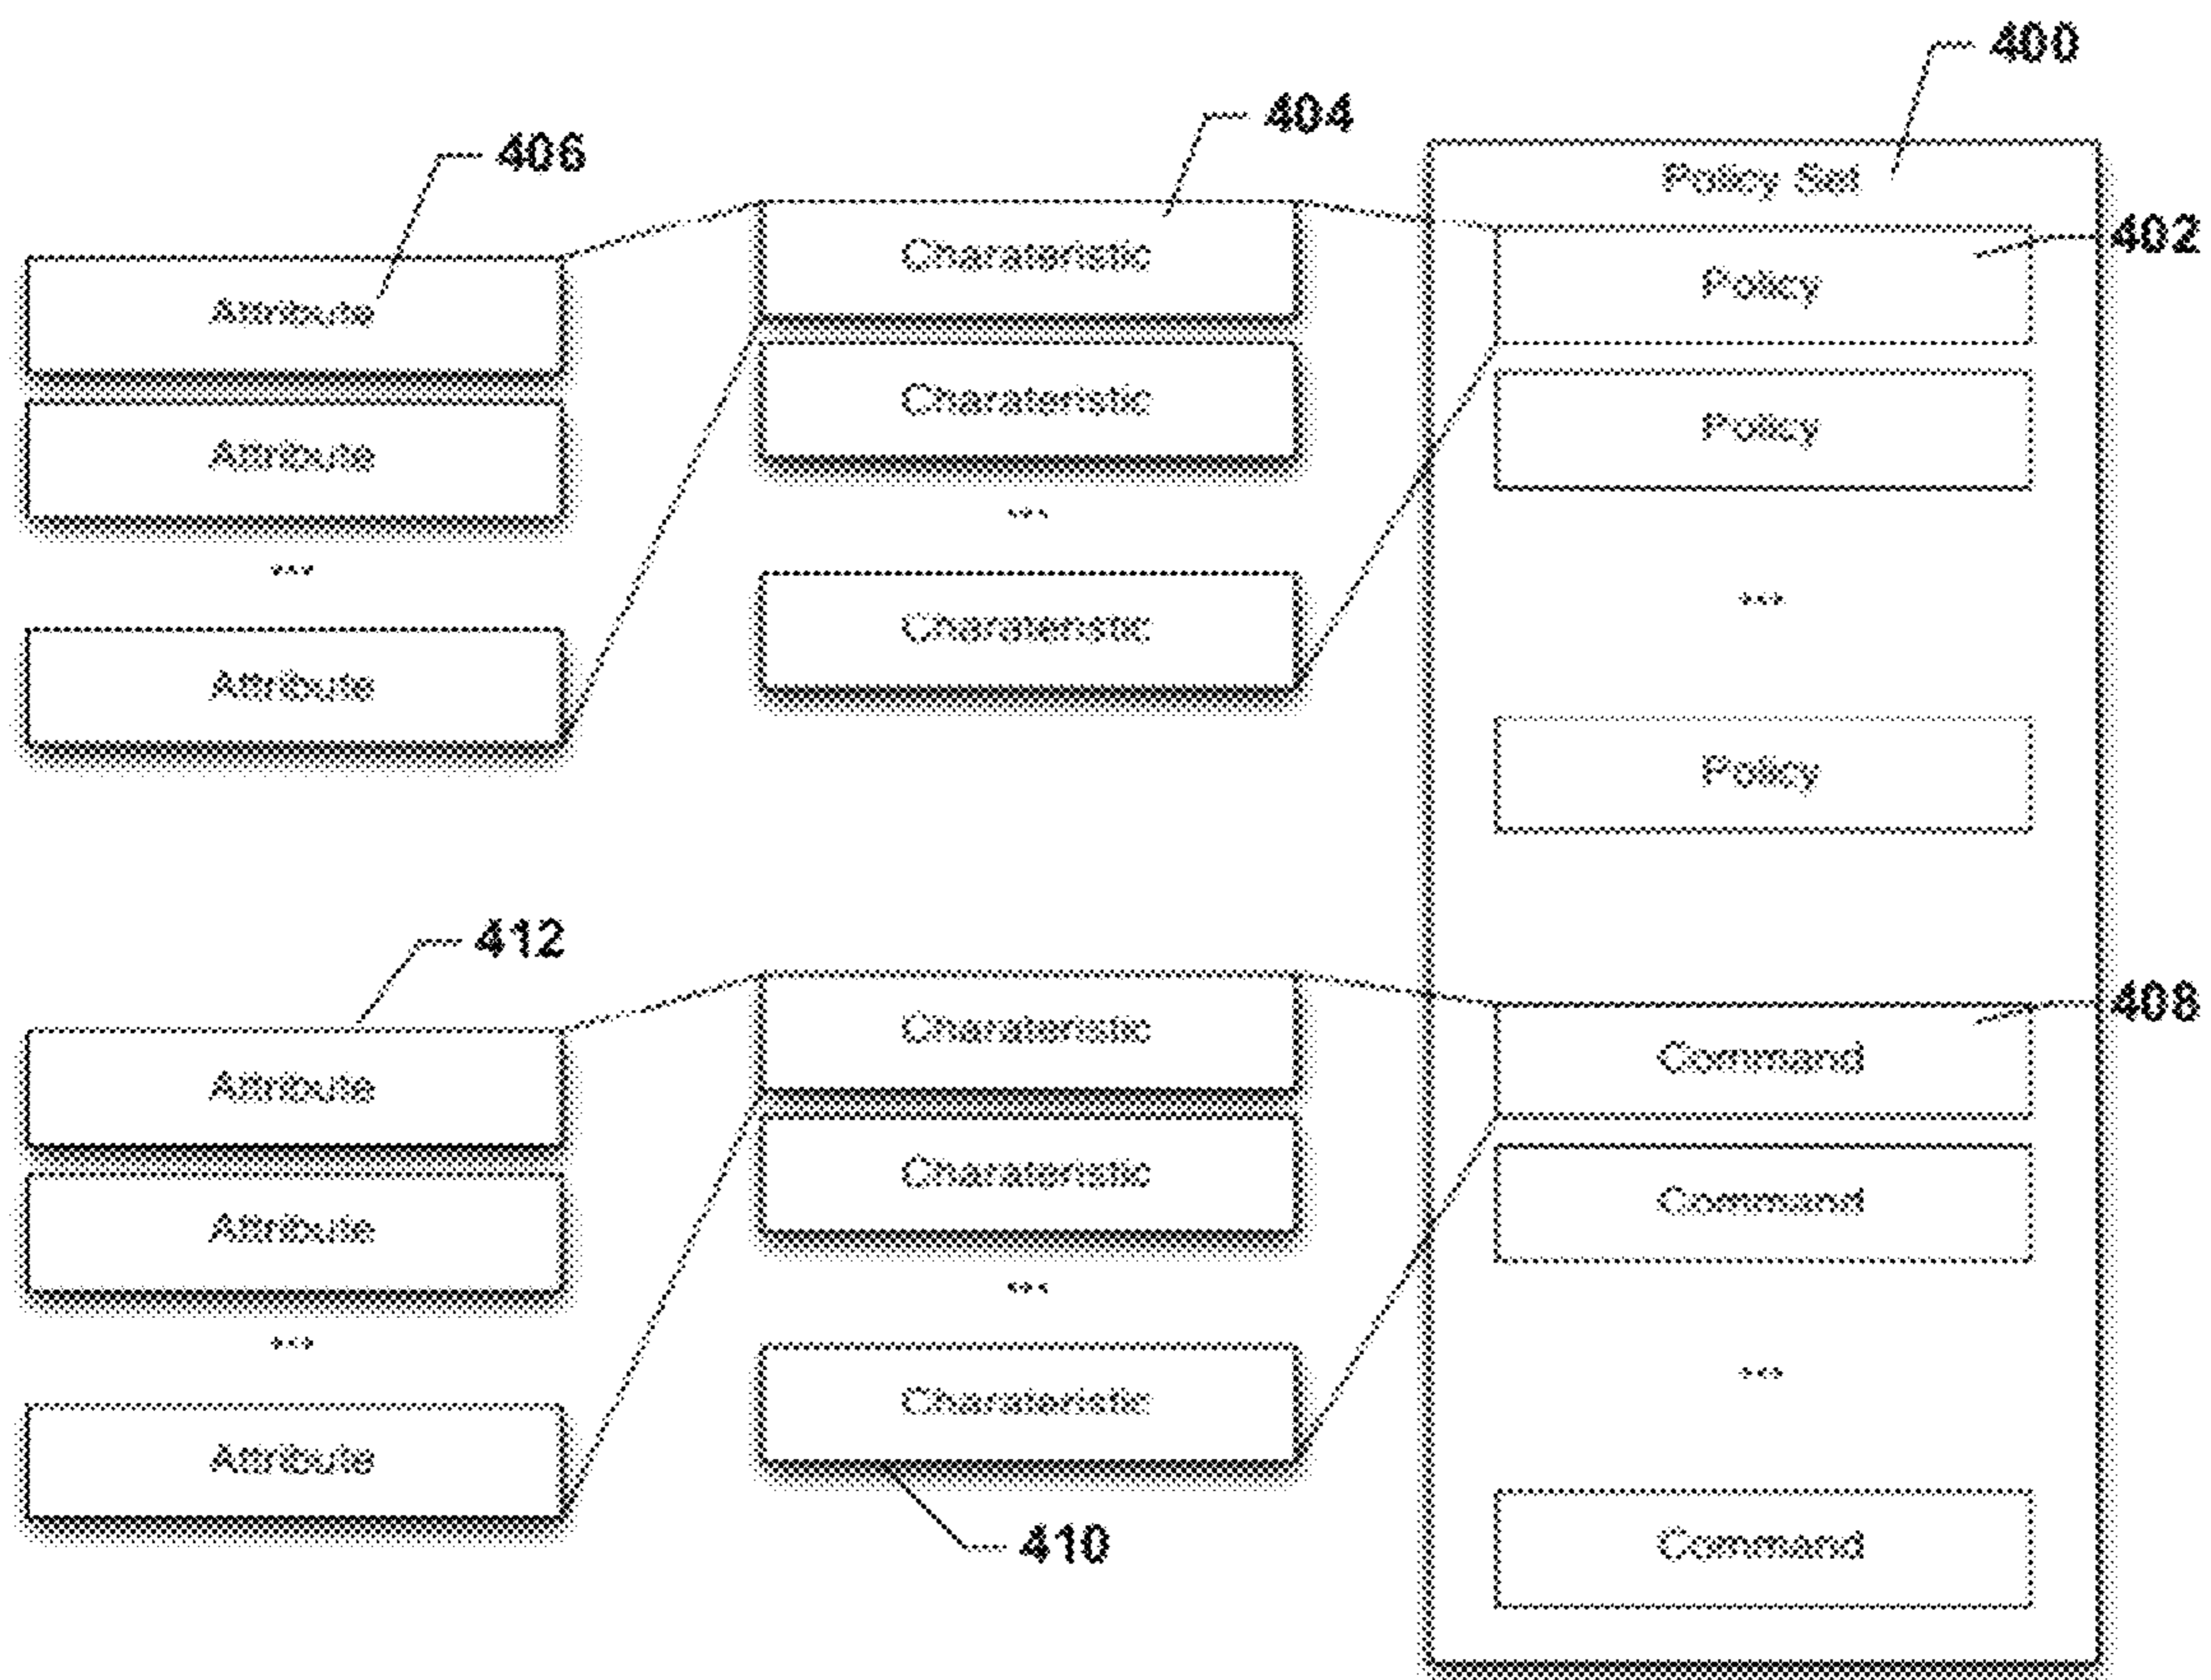 400
404
406
Policy Set
402
Charateristic
Policy
Attribute
Charateristic
Policy
Attribute
...
...
...
Charateristic
Attribute
Policy
412
408
Charateristic
Command
Attribute
Charateristic
Command
Attribute
...
...
...
Charateristic
Attribute
410
Command